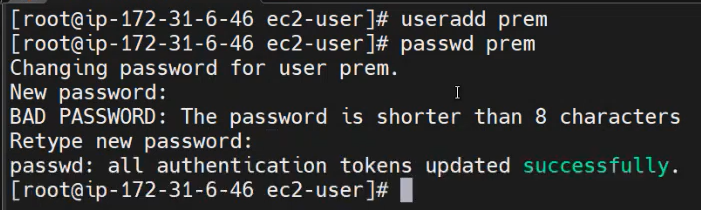 [root@ip-172-31-6-46 ec2-user]# useradd prem
[root@ip-172-31-6-46 ec2-user]# passwd prem
Changing password for user prem.
New password:
BAD PASSWORD: The password is shorter than 8 characters
Retype new password:
passwd: all authentication tokens updated successfully.
[root@ip-172-31-6-46 ec2-user]#